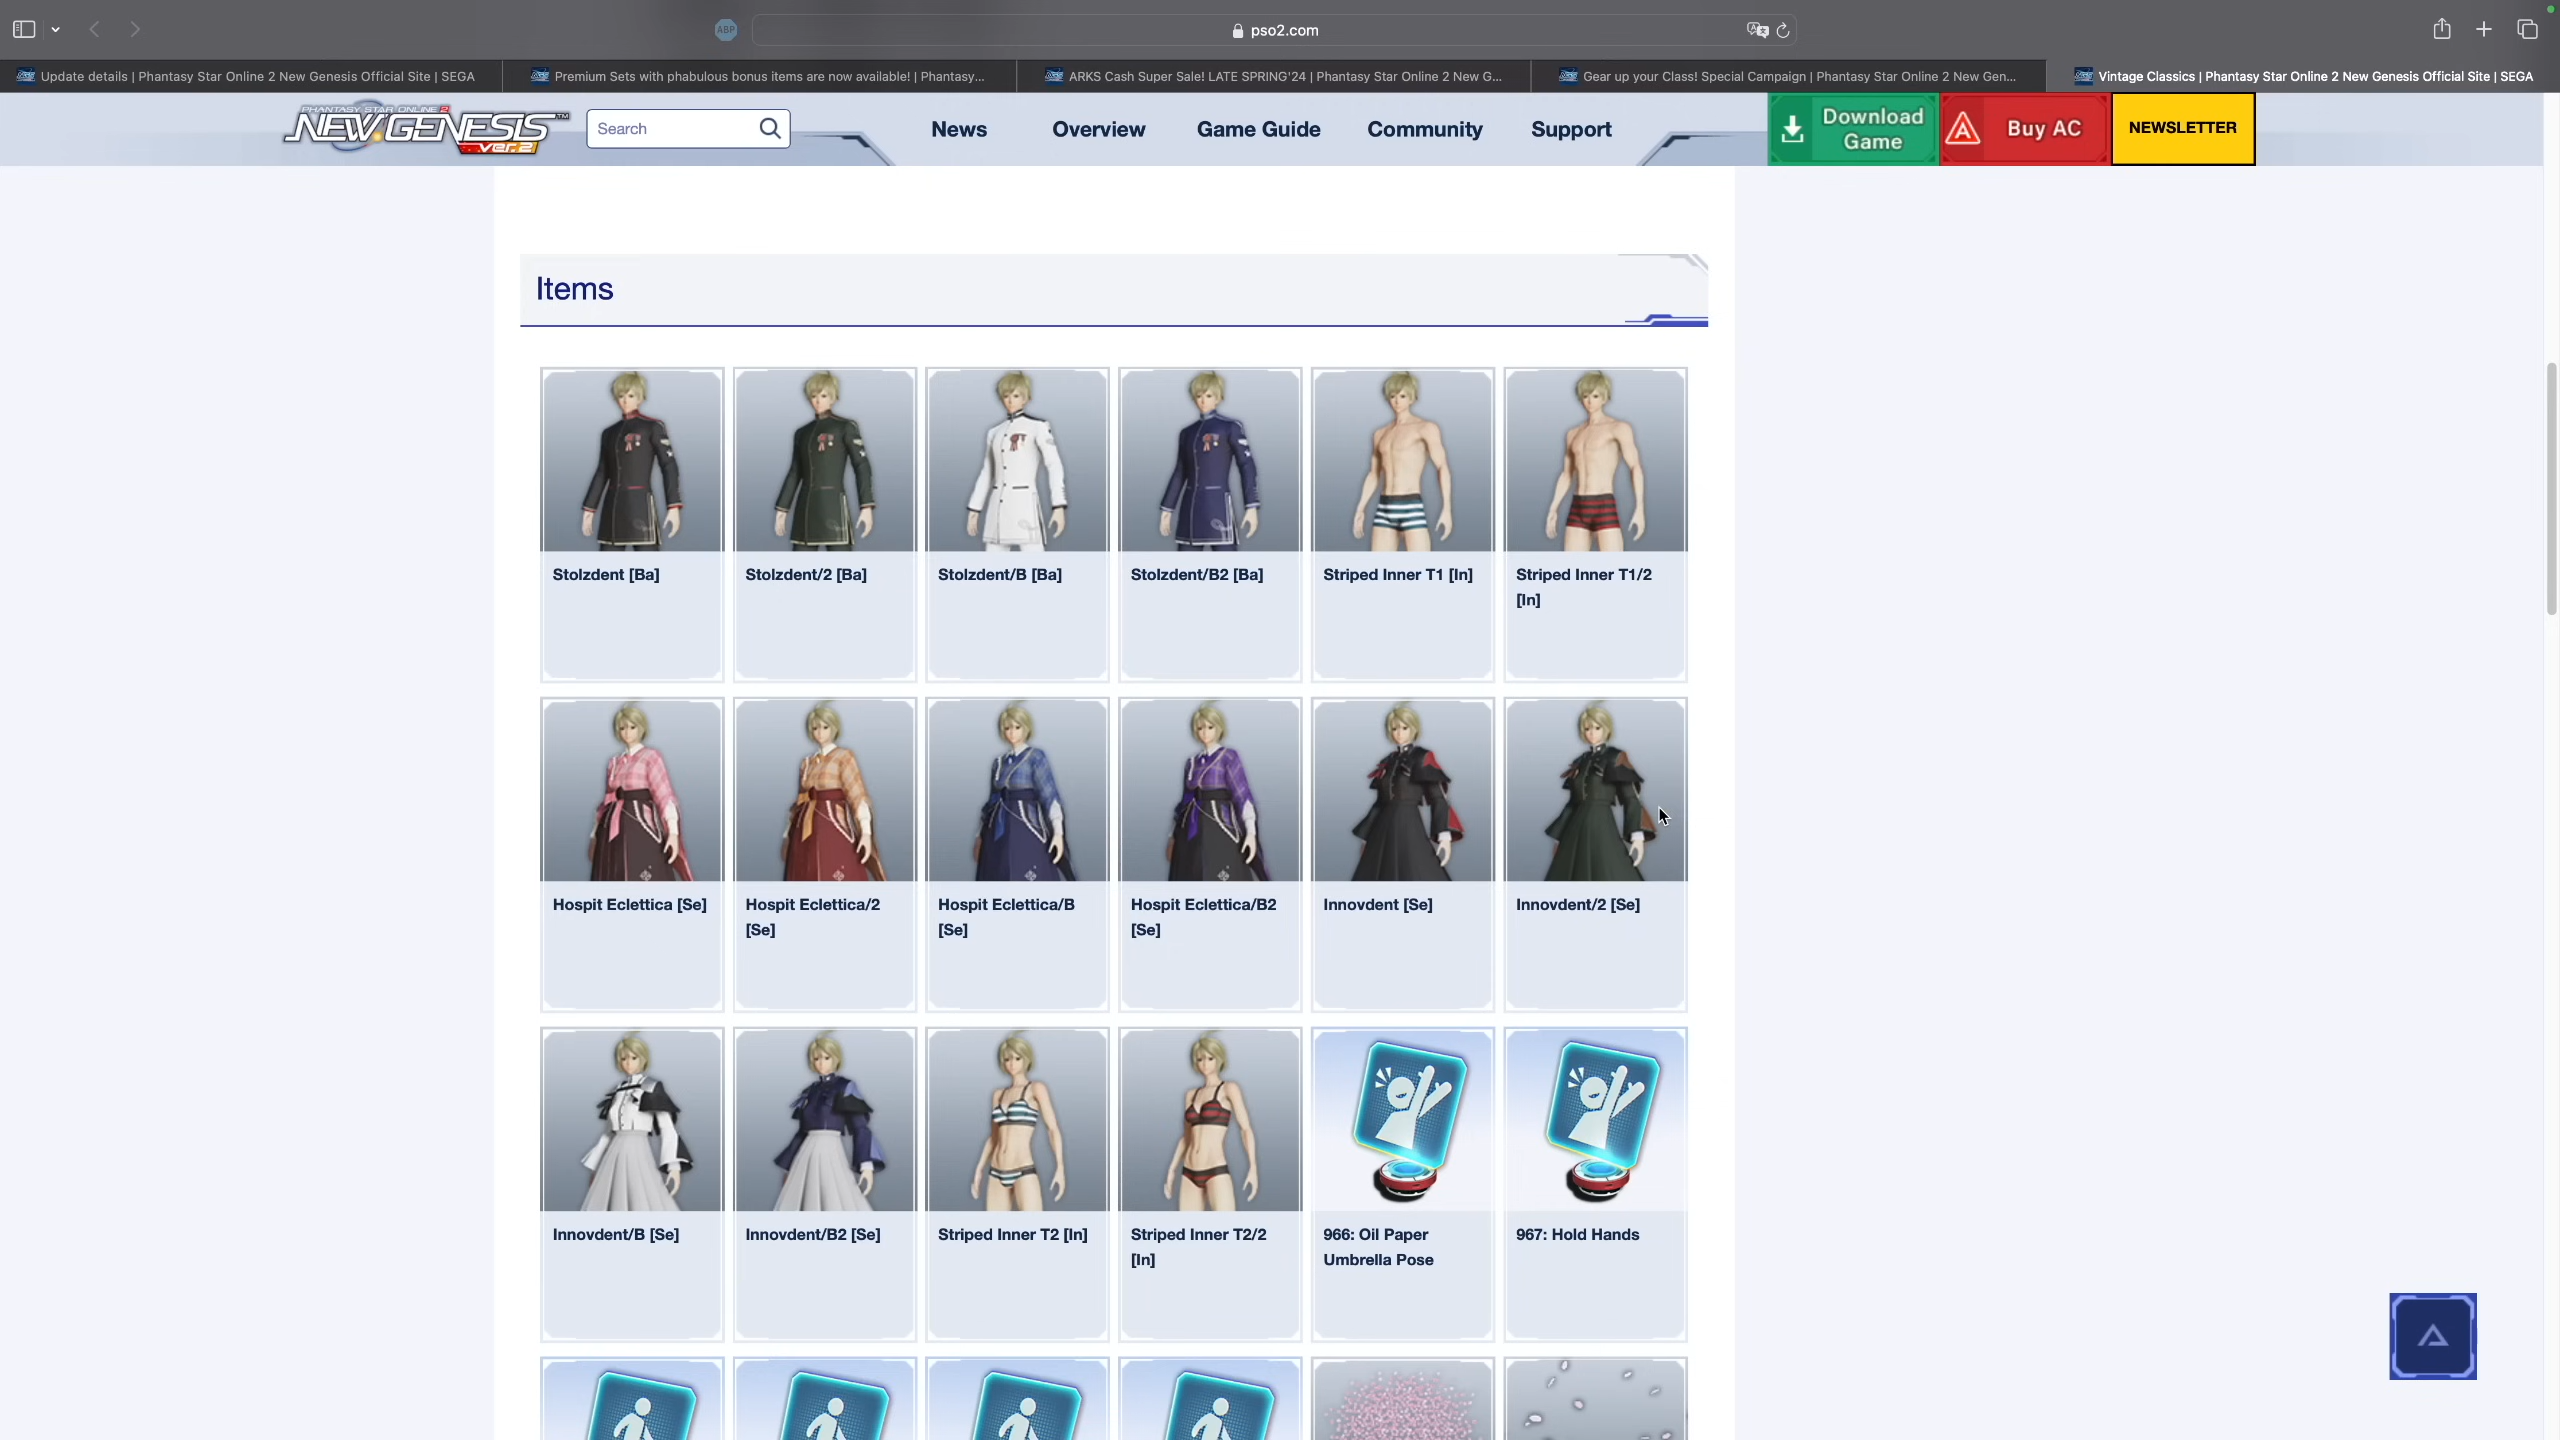 ABP
pso2.com
Update details | Phantasy Star Online 2 New Genesis Official Site | SEGA
Premium Sets with phabulous bonus items are now available! | Phantasy...
ARKS Cash Super Sale! LATE SPRING'24 | Phantasy Star Online 2 New G...
Gear up your Class! Special Campaign | Phantasy Star Online 2 New Gen...
Vintage Classics | Phantasy Star Online 2 New Genesis Official Site | SEGA
PHANTASY STAR ONLINE 2
NEW GENESIS™
ver.2
Search
News
Overview
Game Guide
Community
Support
Download
Game
Buy AC
NEWSLETTER
Items
Stolzdent [Ba]
Stolzdent/2 [Ba]
Stolzdent/B [Ba]
Stolzdent/B2 [Ba]
Striped Inner T1 [In]
Striped Inner T1/2
[In]
Hospit Eclettica [Se]
Hospit Eclettica/2
[Se]
Hospit Eclettica/B
[Se]
Hospit Eclettica/B2
[Se]
Innovdent [Se]
Innovdent/2 [Se]
Innovdent/B [Se]
Innovdent/B2 [Se]
Striped Inner T2 [In]
Striped Inner T2/2
[In]
966: Oil Paper
Umbrella Pose
967: Hold Hands